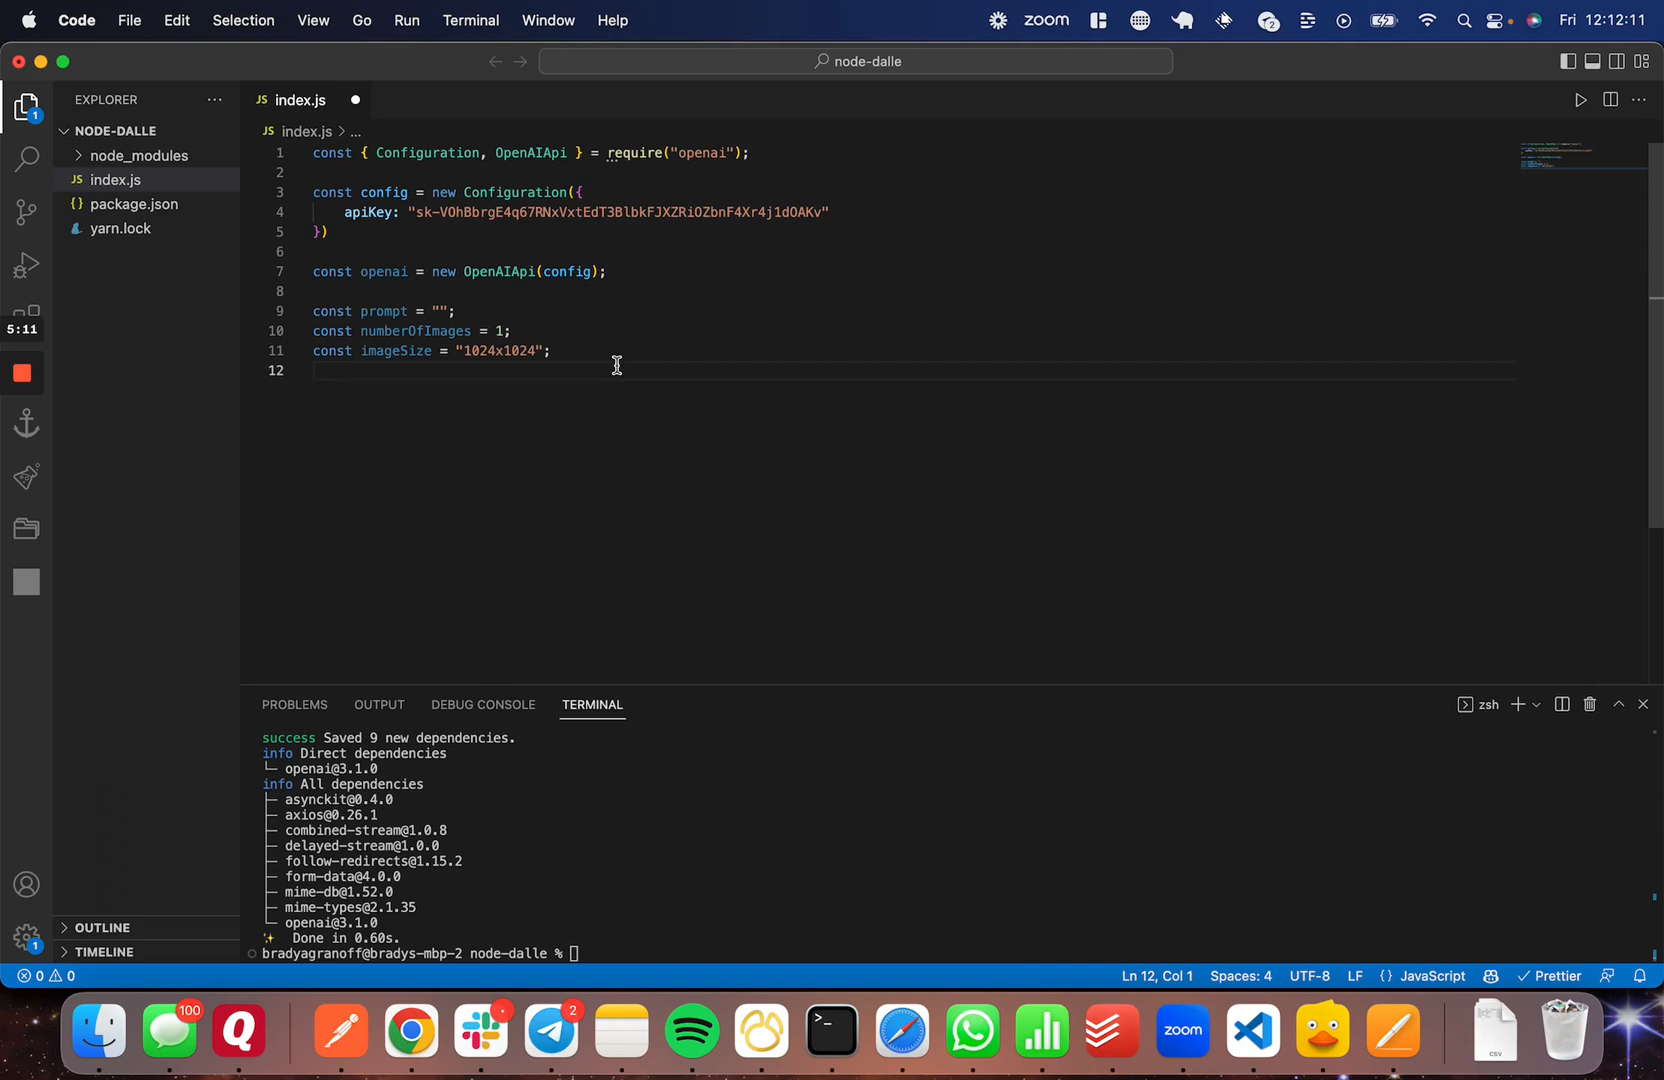 Code File Edit Selection View Go Run Terminal Window Help zoom 2 Fri 12:12:11
node-dalle
EXPLORER
JS index.js
NODE-DALLE
JS index.js > ...
node_modules
JS index.js
{} package.json
yarn.lock
1
5:11
1 const { Configuration, OpenAIApi } = require("openai");
2
3 const config = new Configuration({
4 apiKey: "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"
5 })
6
7 const openai = new OpenAIApi(config);
8
9 const prompt = "";
10 const numberOfImages = 1;
11 const imageSize = "1024x1024";
12
PROBLEMS OUTPUT DEBUG CONSOLE TERMINAL zsh
success Saved 9 new dependencies.
info Direct dependencies
└─ openai@3.1.0
info All dependencies
├─ asynckit@0.4.0
├─ axios@0.26.1
├─ combined-stream@1.0.8
├─ delayed-stream@1.0.0
├─ follow-redirects@1.15.2
├─ form-data@4.0.0
├─ mime-db@1.52.0
├─ mime-types@2.1.35
└─ openai@3.1.0
✨ Done in 0.60s.
bradyagranoff@bradys-mbp-2 node-dalle %
OUTLINE
TIMELINE
1
0 0 Ln 12, Col 1 Spaces: 4 UTF-8 LF {} JavaScript Prettier
100 2
zoom
CSV